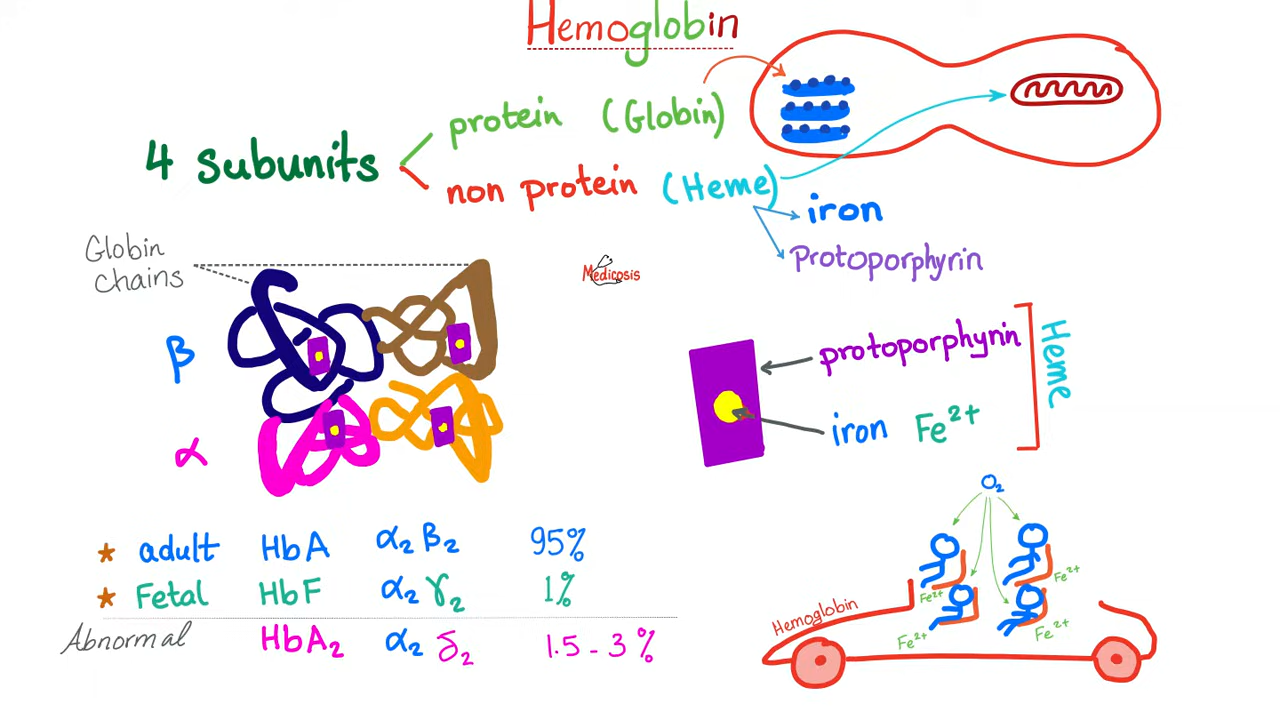 Hemoglobin
protein (Globin)
4 subunits
non protein (Heme)
iron
Protoporphyrin
Globin
chains
Medicosis
β
α
protoporphyrin
iron Fe²⁺
Heme
★ adult HbA α₂ β₂ 95%
★ Fetal HbF α₂ γ₂ 1%
Abnormal HbA₂ α₂ δ₂ 1.5 - 3 %
O₂
Hemoglobin
Fe²⁺
Fe²⁺
Fe²⁺
Fe²⁺